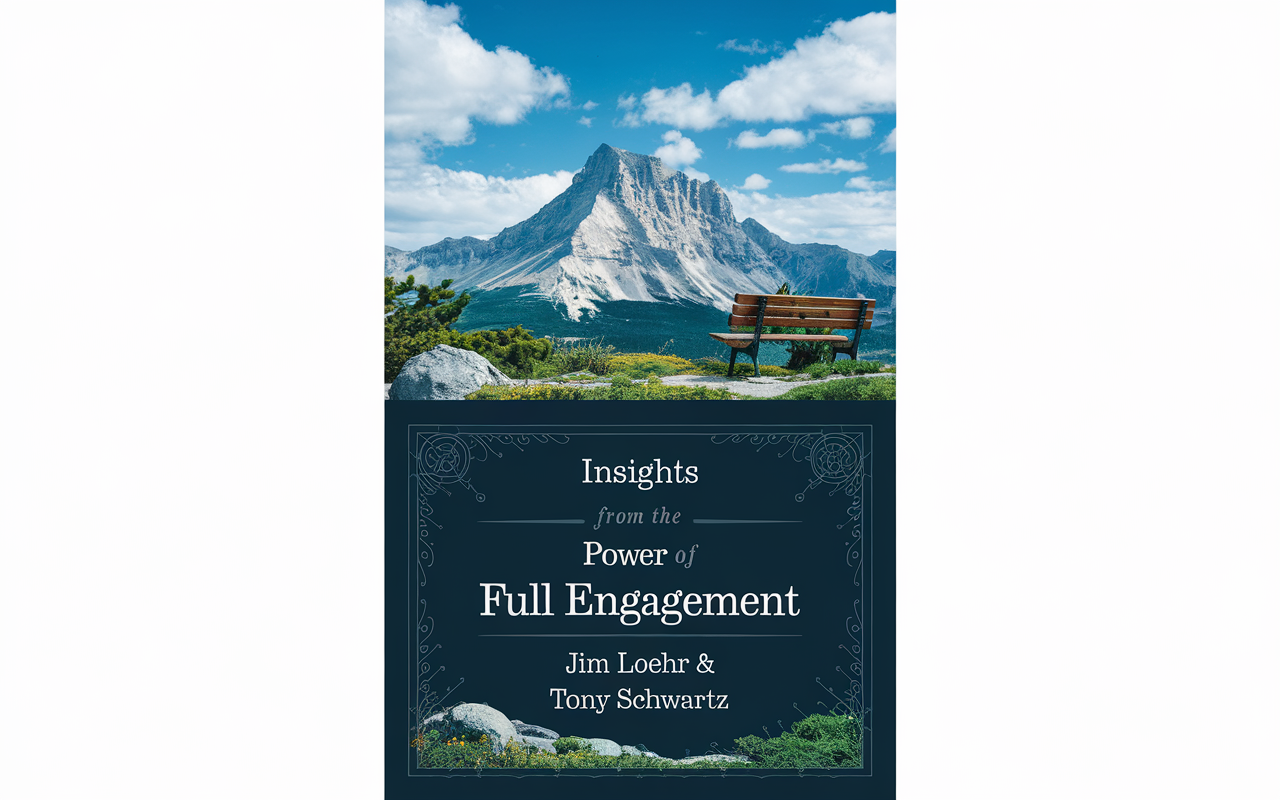 Insights
from the
Power of
Full Engagement
Jim Loehr &
Tony Schwartz